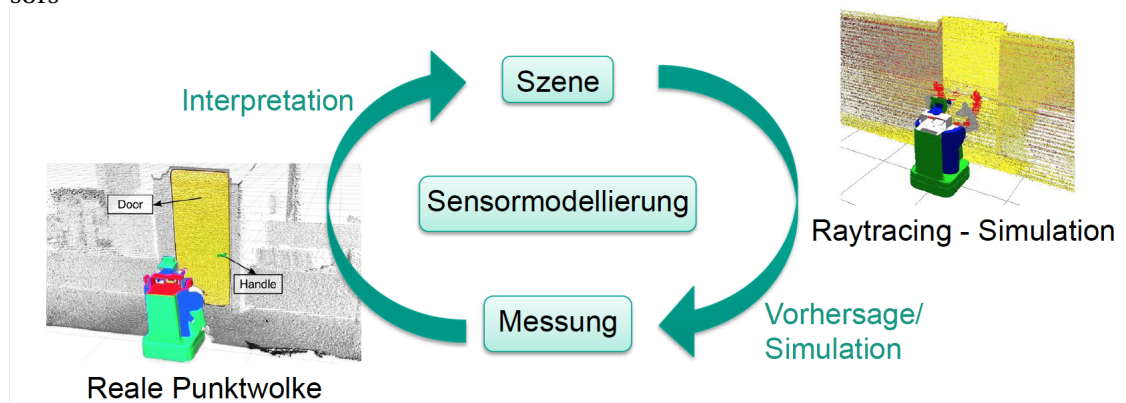 Szene
Interpretation
Door
Sensormodellierung
Raytracing - Simulation
Handle
Messung
Vorhersage/
Simulation
Reale Punktwolke